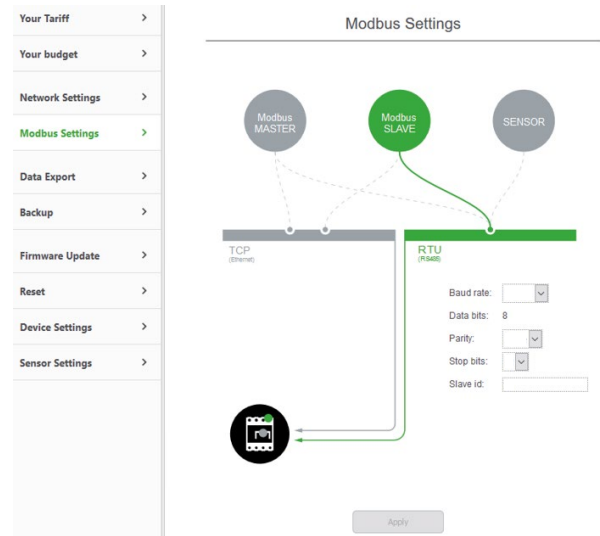 Your Tariff
Your budget
Network Settings
Modbus Settings
Data Export
Backup
Firmware Update
Reset
Device Settings
Sensor Settings
Modbus Settings
Modbus
MASTER
Modbus
SLAVE
SENSOR
TCP
(Ethernet)
RTU
(RS485)
Baud rate:
Data bits: 8
Parity:
Stop bits:
Slave id:
Apply